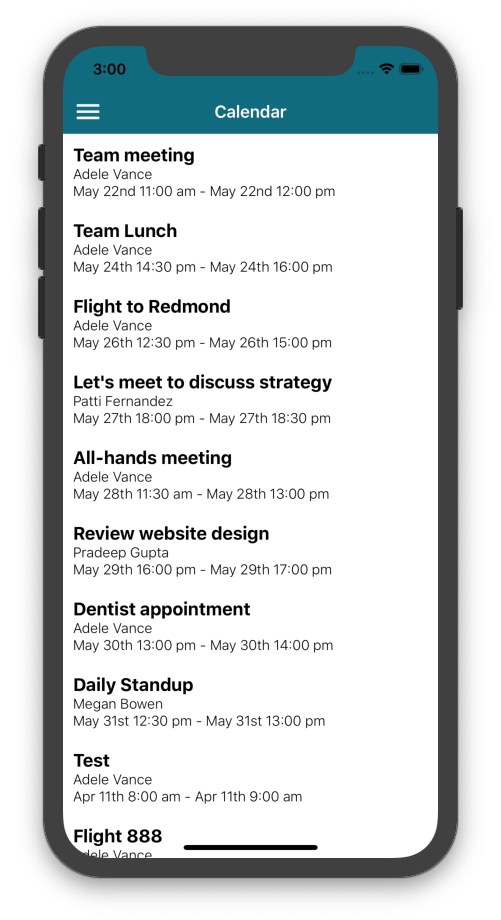 3:00
Calendar
Team meeting
Adele Vance
May 22nd 11:00 am - May 22nd 12:00 pm
Team Lunch
Adele Vance
May 24th 14:30 pm - May 24th 16:00 pm
Flight to Redmond
Adele Vance
May 26th 12:30 pm - May 26th 15:00 pm
Let's meet to discuss strategy
Patti Fernandez
May 27th 18:00 pm - May 27th 18:30 pm
All-hands meeting
Adele Vance
May 28th 11:30 am - May 28th 13:00 pm
Review website design
Pradeep Gupta
May 29th 16:00 pm - May 29th 17:00 pm
Dentist appointment
Adele Vance
May 30th 13:00 pm - May 30th 14:00 pm
Daily Standup
Megan Bowen
May 31st 12:30 pm - May 31st 13:00 pm
Test
Adele Vance
Apr 11th 8:00 am - Apr 11th 9:00 am
Flight 888
Adele Vance